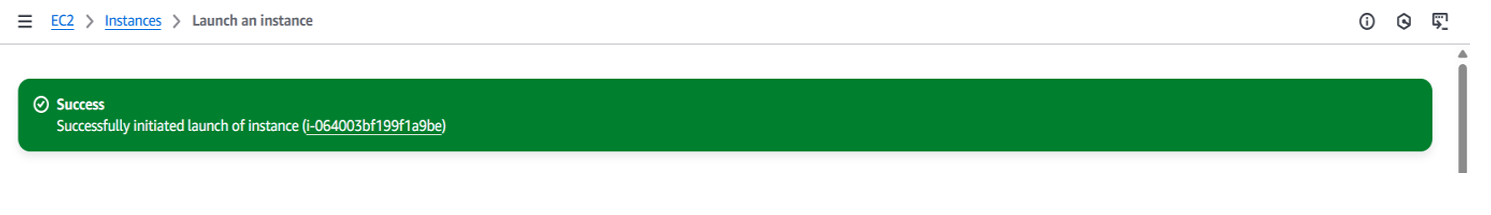 EC2 > Instances > Launch an instance
Success
Successfully initiated launch of instance (i-064003bf199f1a9be)